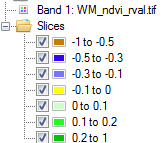 Band 1: WM_ndvi_rval.tif
Slices
-1 to -0.5
-0.5 to -0.3
-0.3 to -0.1
-0.1 to 0
0 to 0.1
0.1 to 0.2
0.2 to 1